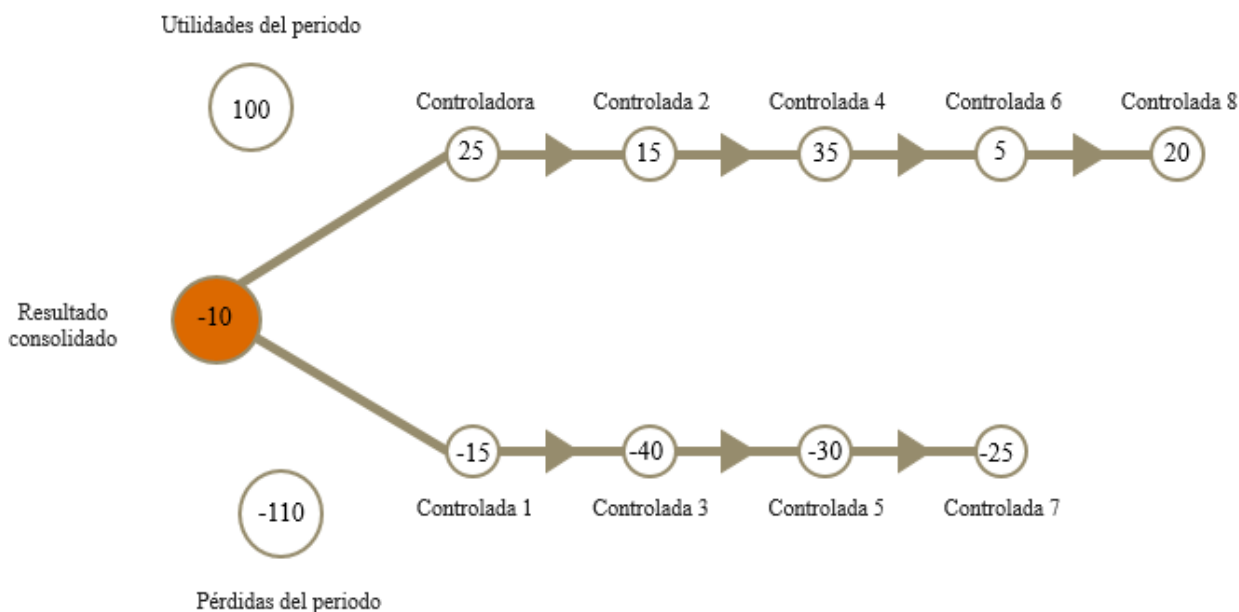 Utilidades del periodo
100
Controladora
Controlada 2
Controlada 4
Controlada 6
Controlada 8
25
15
35
5
20
Resultado
consolidado
-10
-15
-40
-30
-25
Controlada 1
Controlada 3
Controlada 5
Controlada 7
-110
Pérdidas del periodo